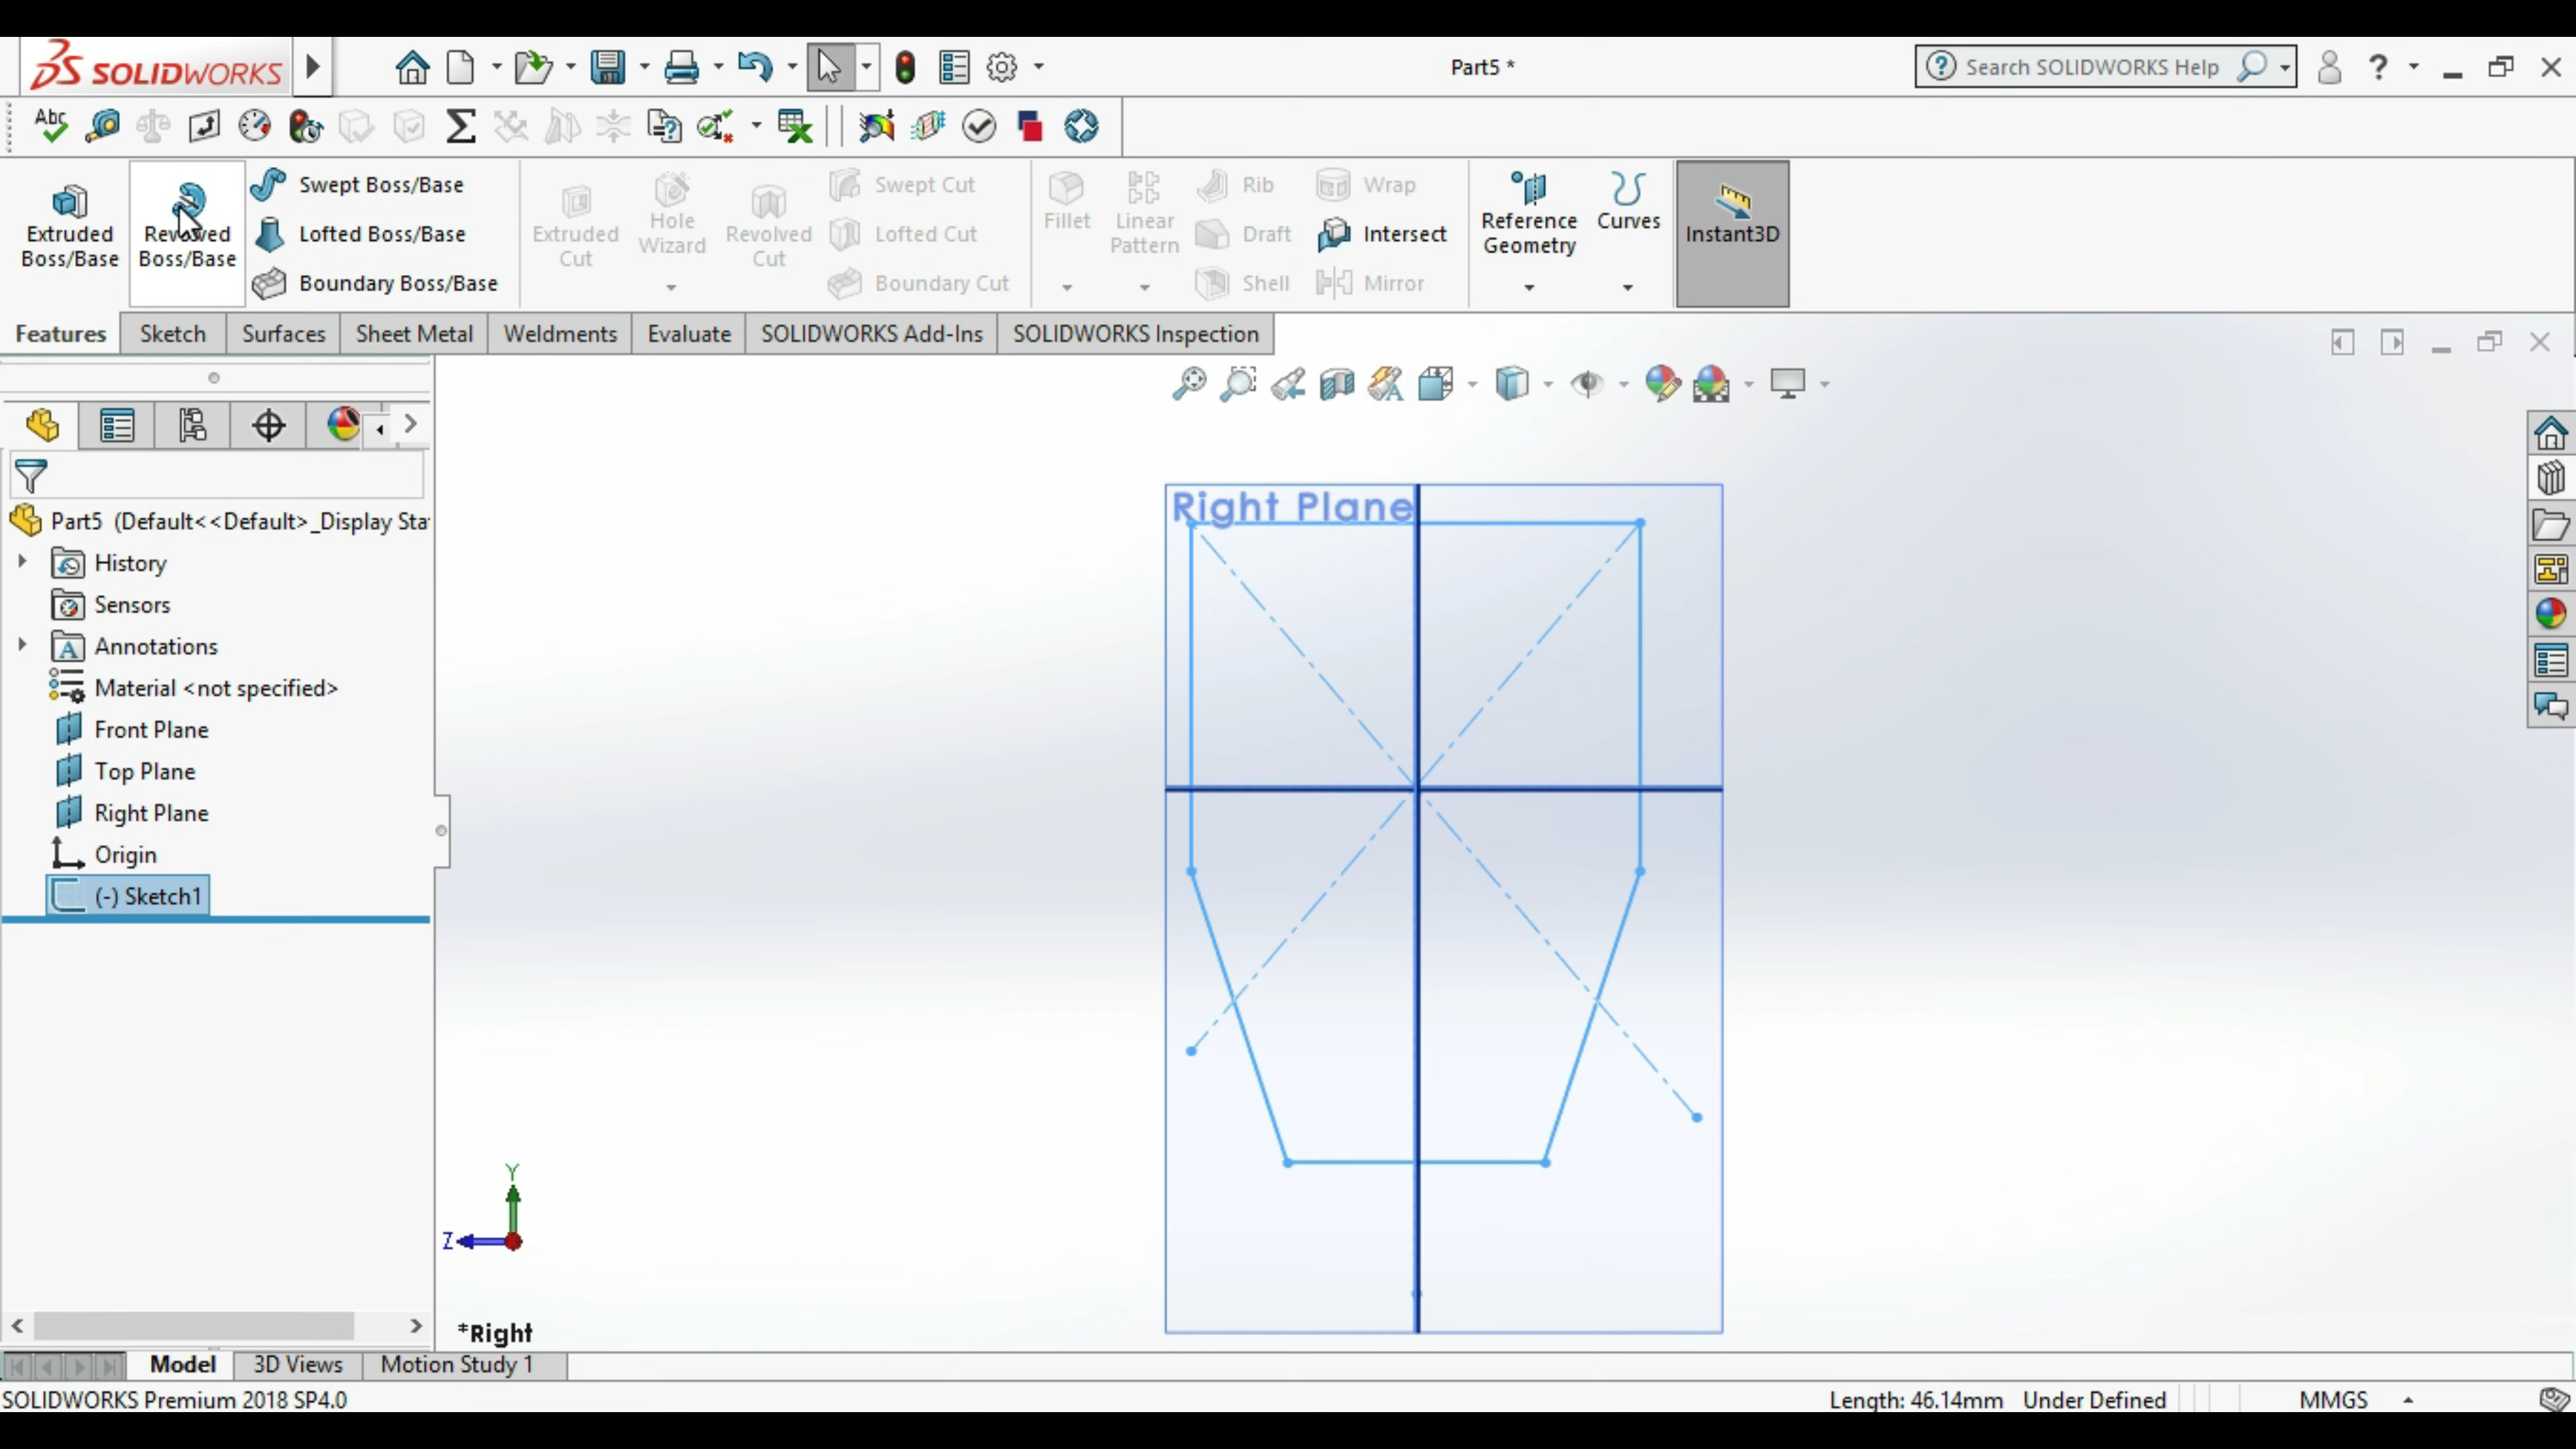 SOLIDWORKS
Part5 *
Search SOLIDWORKS Help
Abc
Extruded Boss/Base
Revolved Boss/Base
Swept Boss/Base
Lofted Boss/Base
Boundary Boss/Base
Extruded Cut
Hole Wizard
Revolved Cut
Swept Cut
Lofted Cut
Boundary Cut
Fillet
Linear Pattern
Rib
Draft
Shell
Wrap
Intersect
Mirror
Reference Geometry
Curves
Instant3D
Features
Sketch
Surfaces
Sheet Metal
Weldments
Evaluate
SOLIDWORKS Add-Ins
SOLIDWORKS Inspection
Part5 (Default<<Default>_Display Sta
History
Sensors
Annotations
Material <not specified>
Front Plane
Top Plane
Right Plane
Origin
(-) Sketch1
Right Plane
Y
Z
*Right
Model
3D Views
Motion Study 1
SOLIDWORKS Premium 2018 SP4.0
Length: 46.14mm
Under Defined
MMGS